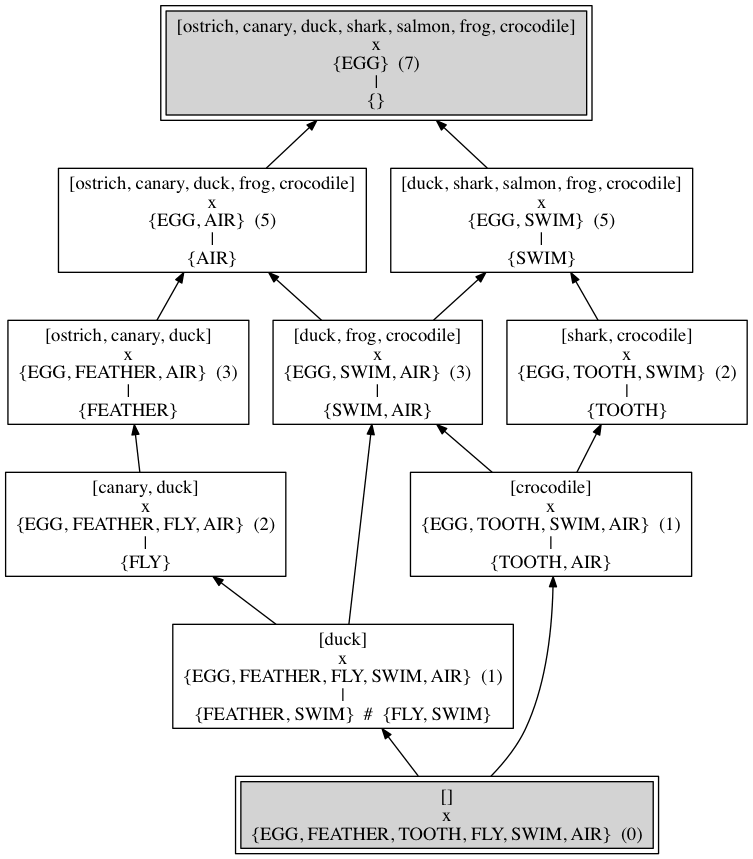 [ostrich, canary, duck, shark, salmon, frog, crocodile]
x
{EGG} (7)
|
{}
[ostrich, canary, duck, frog, crocodile]
x
{EGG, AIR} (5)
|
{AIR}
[duck, shark, salmon, frog, crocodile]
x
{EGG, SWIM} (5)
|
{SWIM}
[ostrich, canary, duck]
x
{EGG, FEATHER, AIR} (3)
|
{FEATHER}
[duck, frog, crocodile]
x
{EGG, SWIM, AIR} (3)
|
{SWIM, AIR}
[shark, crocodile]
x
{EGG, TOOTH, SWIM} (2)
|
{TOOTH}
[canary, duck]
x
{EGG, FEATHER, FLY, AIR} (2)
|
{FLY}
[crocodile]
x
{EGG, TOOTH, SWIM, AIR} (1)
|
{TOOTH, AIR}
[duck]
x
{EGG, FEATHER, FLY, SWIM, AIR} (1)
|
{FEATHER, SWIM} # {FLY, SWIM}
[]
x
{EGG, FEATHER, TOOTH, FLY, SWIM, AIR} (0)